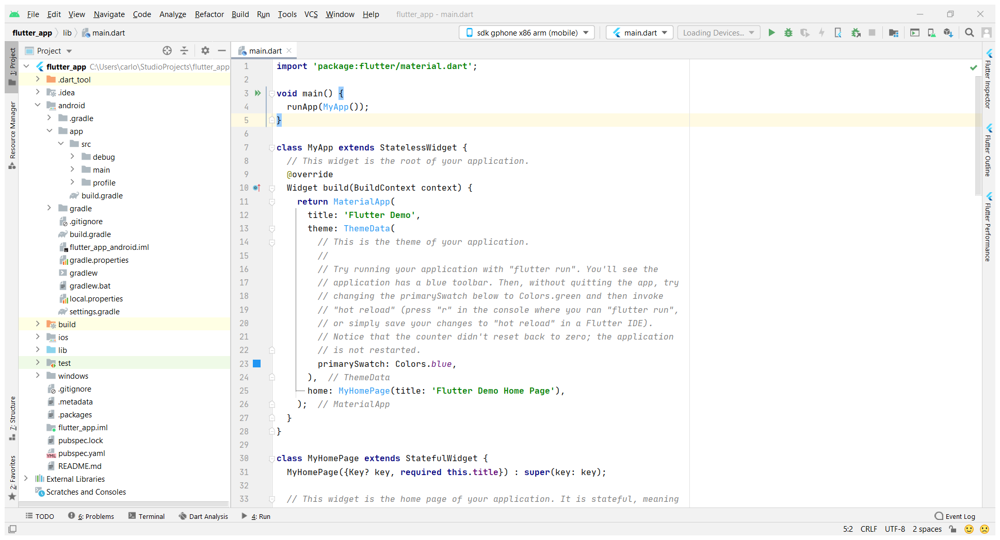 File Edit View Navigate Code Analyze Refactor Build Run Tools VCS Window Help flutter_app - main.dart
flutter_app lib main.dart sdk gphone x86 arm (mobile) main.dart Loading Devices...
Project main.dart
1: Project
Resource Manager
7: Structure
2: Favorites
flutter_app C:\Users\carlo\StudioProjects\flutter_app
.dart_tool
.idea
android
.gradle
app
src
debug
main
profile
build.gradle
gradle
.gitignore
build.gradle
flutter_app_android.iml
gradle.properties
gradlew
gradlew.bat
local.properties
settings.gradle
build
ios
lib
test
windows
.gitignore
.metadata
.packages
flutter_app.iml
pubspec.lock
YML pubspec.yaml
README.md
External Libraries
Scratches and Consoles
1 import 'package:flutter/material.dart';
2
3 void main() {
4 runApp(MyApp());
5 }
6
7 class MyApp extends StatelessWidget {
8 // This widget is the root of your application.
9 @override
10 Widget build(BuildContext context) {
11 return MaterialApp(
12 title: 'Flutter Demo',
13 theme: ThemeData(
14 // This is the theme of your application.
15 //
16 // Try running your application with "flutter run". You'll see the
17 // application has a blue toolbar. Then, without quitting the app, try
18 // changing the primarySwatch below to Colors.green and then invoke
19 // "hot reload" (press "r" in the console where you ran "flutter run",
20 // or simply save your changes to "hot reload" in a Flutter IDE).
21 // Notice that the counter didn't reset back to zero; the application
22 // is not restarted.
23 primarySwatch: Colors.blue,
24 ), // ThemeData
25 home: MyHomePage(title: 'Flutter Demo Home Page'),
26 ); // MaterialApp
27 }
28 }
29
30 class MyHomePage extends StatefulWidget {
31 MyHomePage({Key? key, required this.title}) : super(key: key);
32
33 // This widget is the home page of your application. It is stateful, meaning
Flutter Inspector
Flutter Outline
Flutter Performance
TODO 6: Problems Terminal Dart Analysis 4: Run Event Log
5:2 CRLF UTF-8 2 spaces